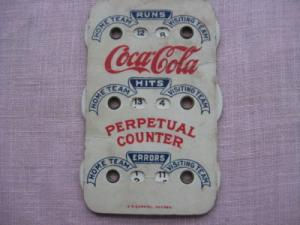 RUNS
HOME TEAM VISITING TEAM
12 8
Coca-Cola
HITS
HOME TEAM VISITING TEAM
13 4
PERPETUAL
COUNTER
ERRORS
HOME TEAM VISITING TEAM
1 11